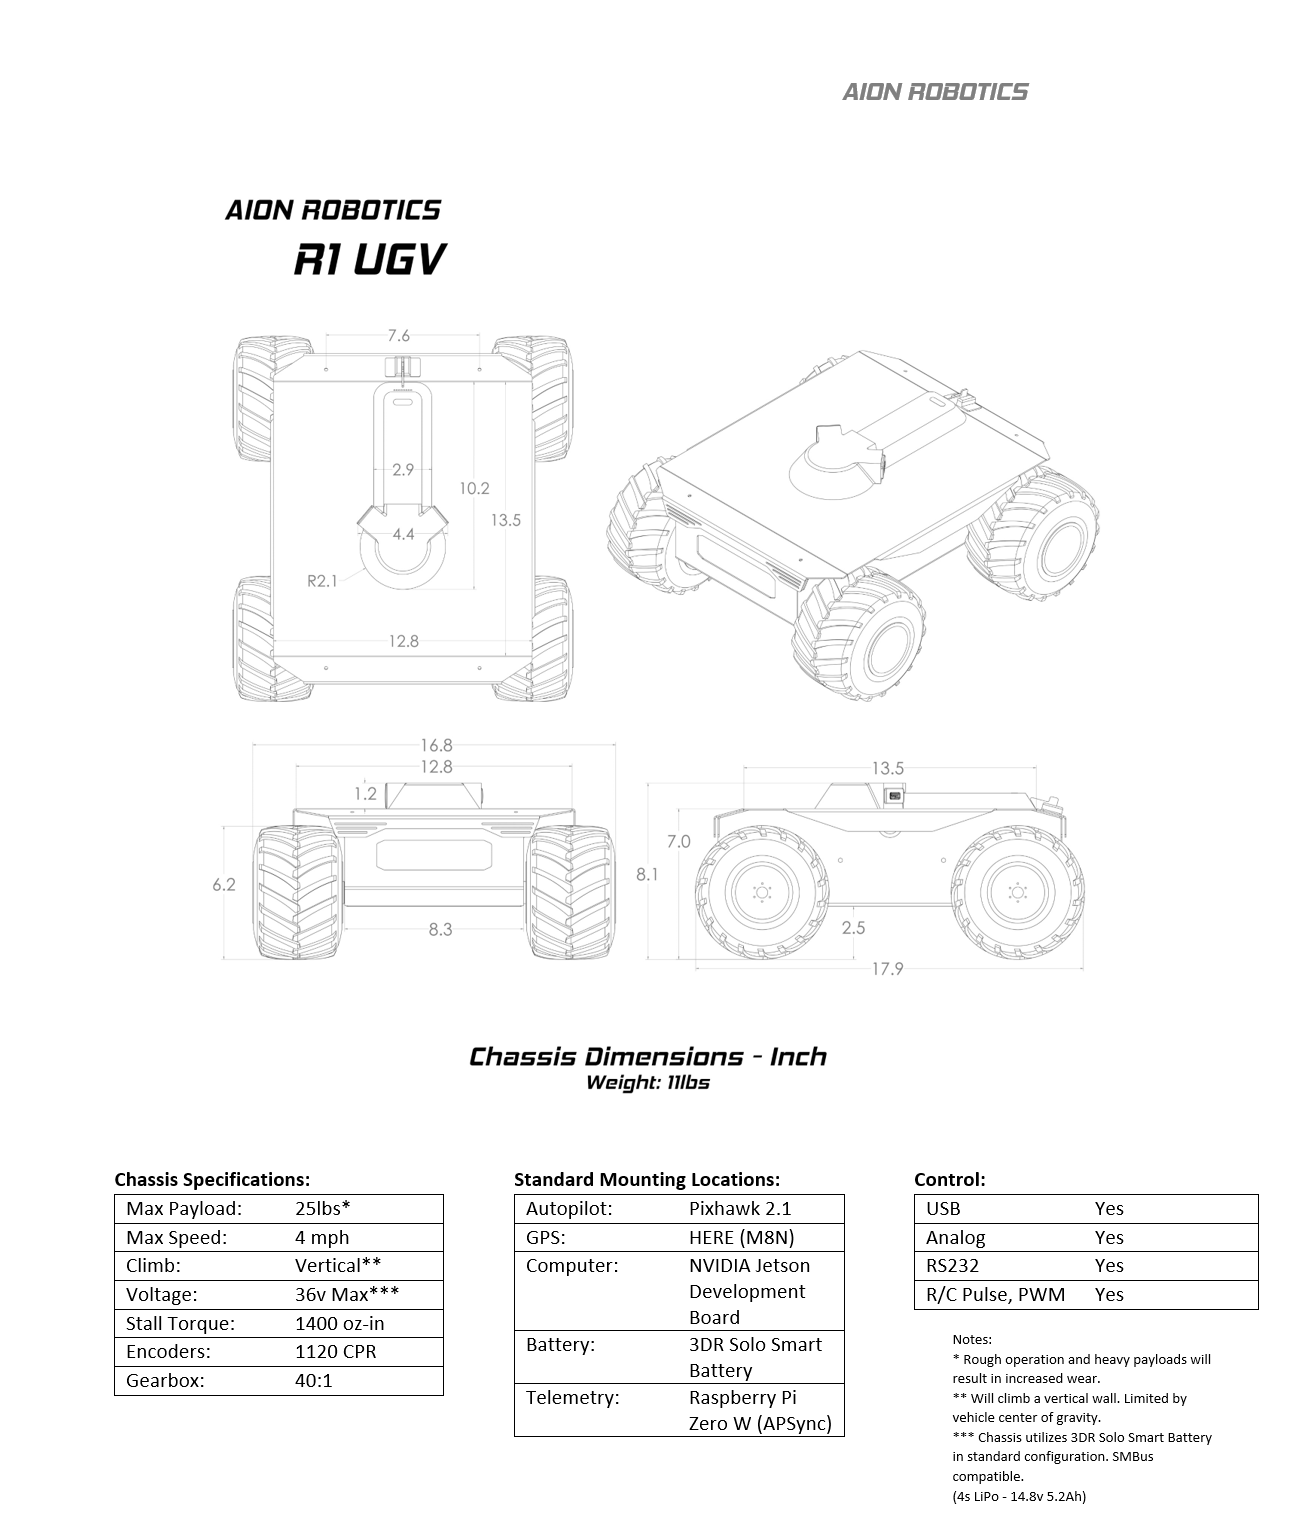 AION ROBOTICS
AION ROBOTICS
R1 UGV
7.6
2.9
10.2
13.5
4.4
R2.1
12.8
16.8
12.8
1.2
6.2
8.3
13.5
7.0
8.1
2.5
17.9
Chassis Dimensions - Inch
Weight: 11lbs
Chassis Specifications:
Max Payload: 25lbs*
Max Speed: 4 mph
Climb: Vertical**
Voltage: 36v Max***
Stall Torque: 1400 oz-in
Encoders: 1120 CPR
Gearbox: 40:1
Standard Mounting Locations:
Autopilot: Pixhawk 2.1
GPS: HERE (M8N)
Computer: NVIDIA Jetson
Development
Board
Battery: 3DR Solo Smart
Battery
Telemetry: Raspberry Pi
Zero W (APSync)
Control:
USB Yes
Analog Yes
RS232 Yes
R/C Pulse, PWM Yes
Notes:
* Rough operation and heavy payloads will
result in increased wear.
** Will climb a vertical wall. Limited by
vehicle center of gravity.
*** Chassis utilizes 3DR Solo Smart Battery
in standard configuration. SMBus
compatible.
(4s LiPo - 14.8v 5.2Ah)